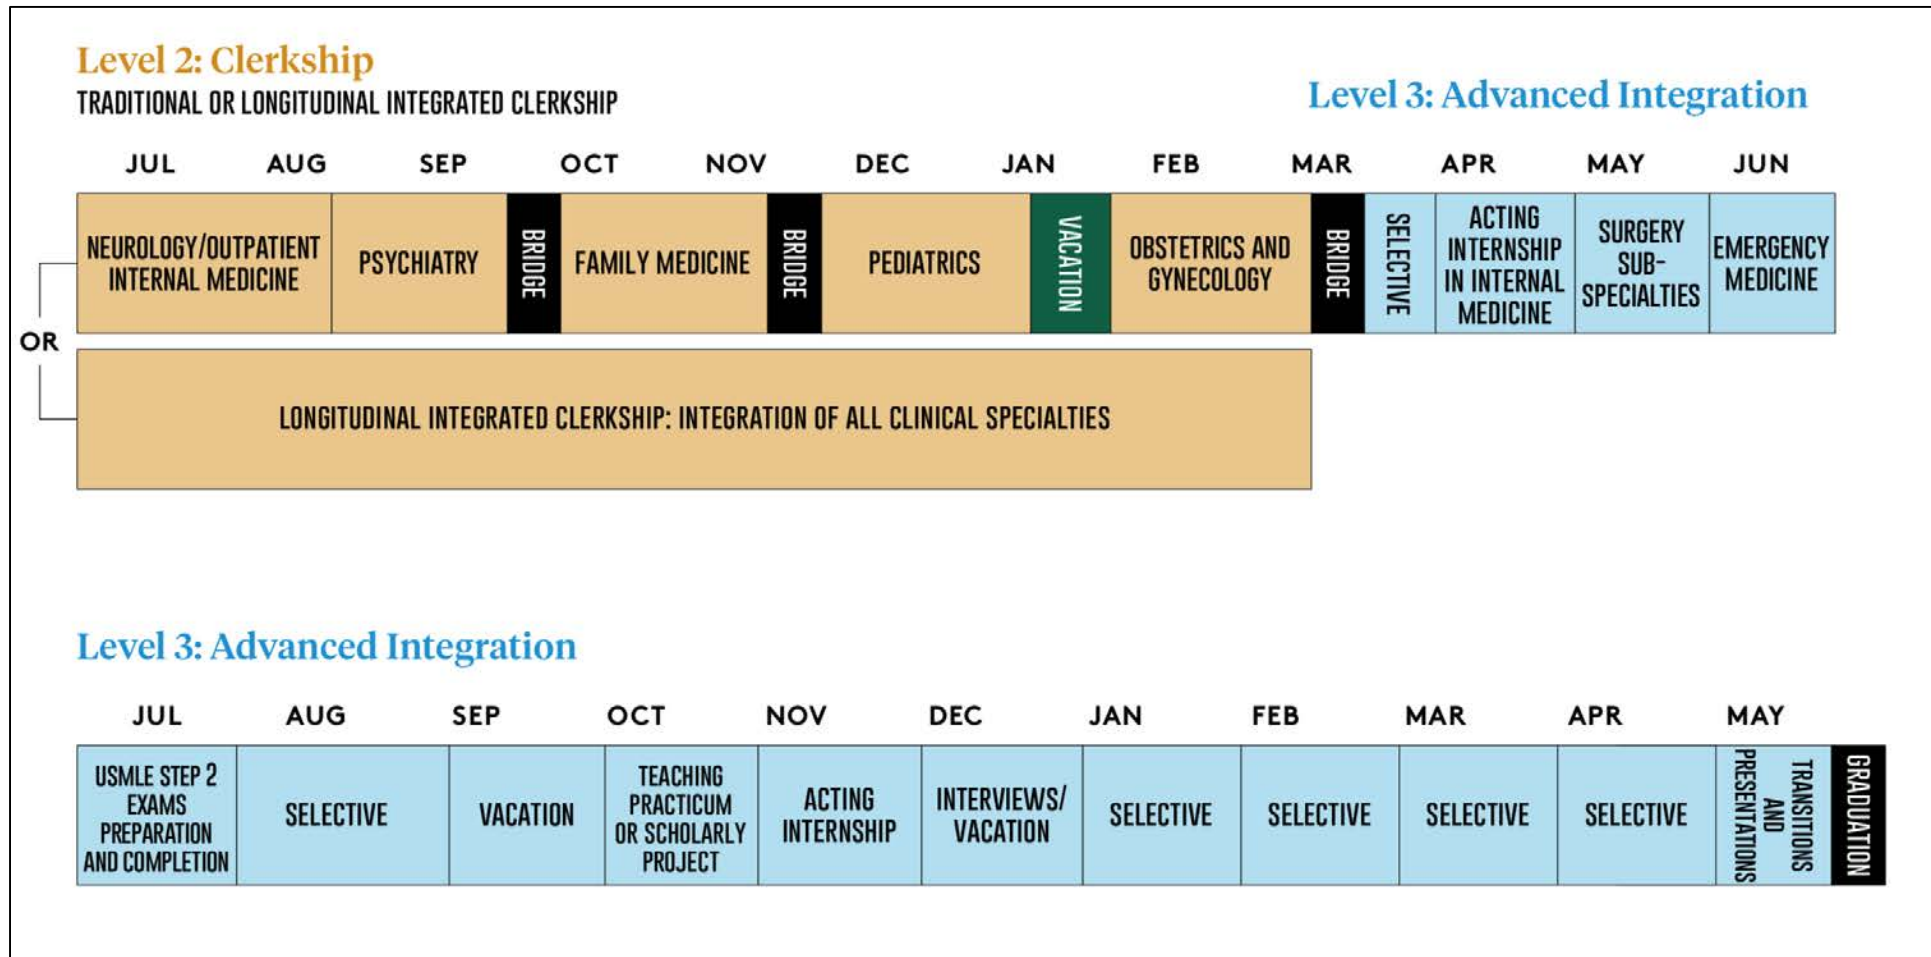 Level 2: Clerkship
TRADITIONAL OR LONGITUDINAL INTEGRATED CLERKSHIP
Level 3: Advanced Integration
JUL AUG SEP OCT NOV DEC JAN FEB MAR APR MAY JUN
NEUROLOGY/OUTPATIENT
INTERNAL MEDICINE
PSYCHIATRY
BRIDGE
FAMILY MEDICINE
BRIDGE
PEDIATRICS
VACATION
OBSTETRICS AND
GYNECOLOGY
BRIDGE
SELECTIVE
ACTING
INTERNSHIP
IN INTERNAL
MEDICINE
SURGERY
SUB-
SPECIALTIES
EMERGENCY
MEDICINE
OR
LONGITUDINAL INTEGRATED CLERKSHIP: INTEGRATION OF ALL CLINICAL SPECIALTIES
Level 3: Advanced Integration
JUL AUG SEP OCT NOV DEC JAN FEB MAR APR MAY
USMLE STEP 2
EXAMS
PREPARATION
AND COMPLETION
SELECTIVE
VACATION
TEACHING
PRACTICUM
OR SCHOLARLY
PROJECT
ACTING
INTERNSHIP
INTERVIEWS/
VACATION
SELECTIVE
SELECTIVE
SELECTIVE
SELECTIVE
TRANSITIONS
AND
PRESENTATIONS
GRADUATION